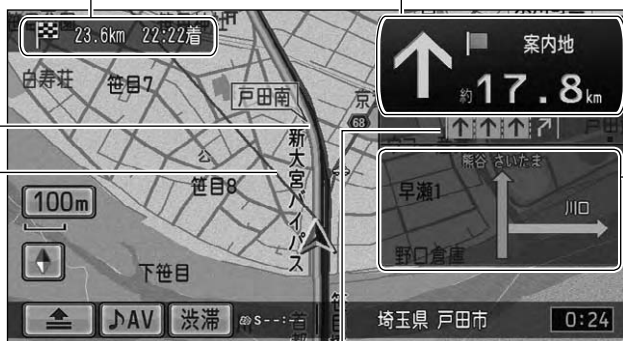 23.6km 22:22着
案内地
約17.8km
白寿荘
笹目7
戸田南
京
68
新大宮バイパス
公
笹目8
熊谷 さいたま
川口
早瀬1
野口倉庫
100m
下笹目
♪AV
渋滞
S--:--
埼玉県 戸田市
0:24